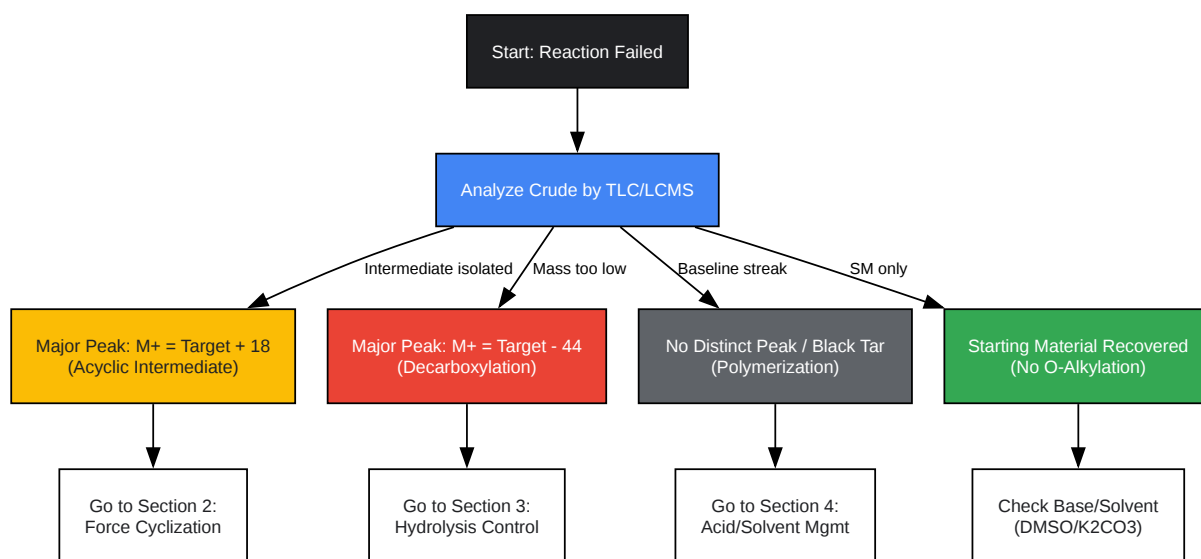 Start: Reaction Failed
Analyze Crude by TLC/LCMS
Intermediate isolated
Mass too low
Baseline streak
SM only
Major Peak: M+ = Target + 18
(Acyclic Intermediate)
Major Peak: M+ = Target - 44
(Decarboxylation)
No Distinct Peak / Black Tar
(Polymerization)
Starting Material Recovered
(No O-Alkylation)
Go to Section 2:
Force Cyclization
Go to Section 3:
Hydrolysis Control
Go to Section 4:
Acid/Solvent Mgmt
Check Base/Solvent
(DMSO/K2CO3)